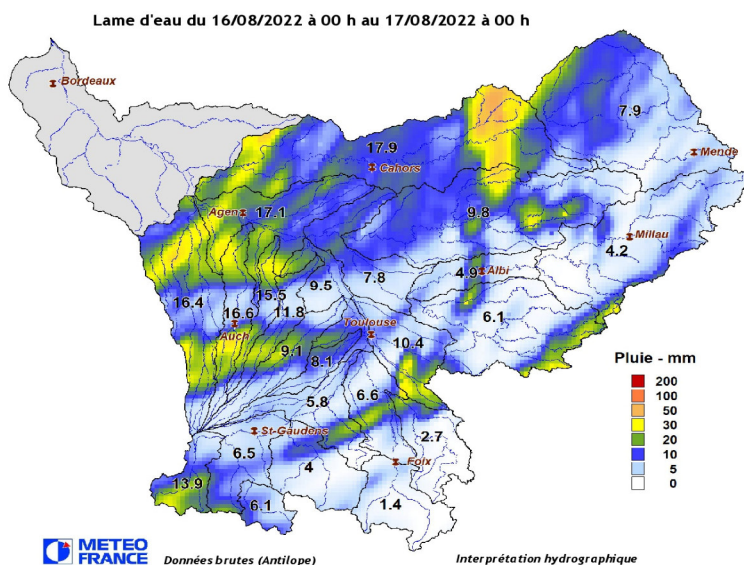 Lame d'eau du 16/08/2022 à 00 h au 17/08/2022 à 00 h
Bordeaux
7.9
17.9
Mende
Cahors
Agen
17.1
9.8
Millau
4.2
7.8
4.9
Albi
9.5
16.4
15.5
16.6
11.8
6.1
Toulouse
Auch
10.4
9.1
8.1
Pluie - mm
200
100
50
30
20
10
5
0
6.6
5.8
St-Gaudens
2.7
6.5
4
Foix
13.9
6.1
1.4
METEO
FRANCE
Données brutes (Antilope)
Interprétation hydrographique